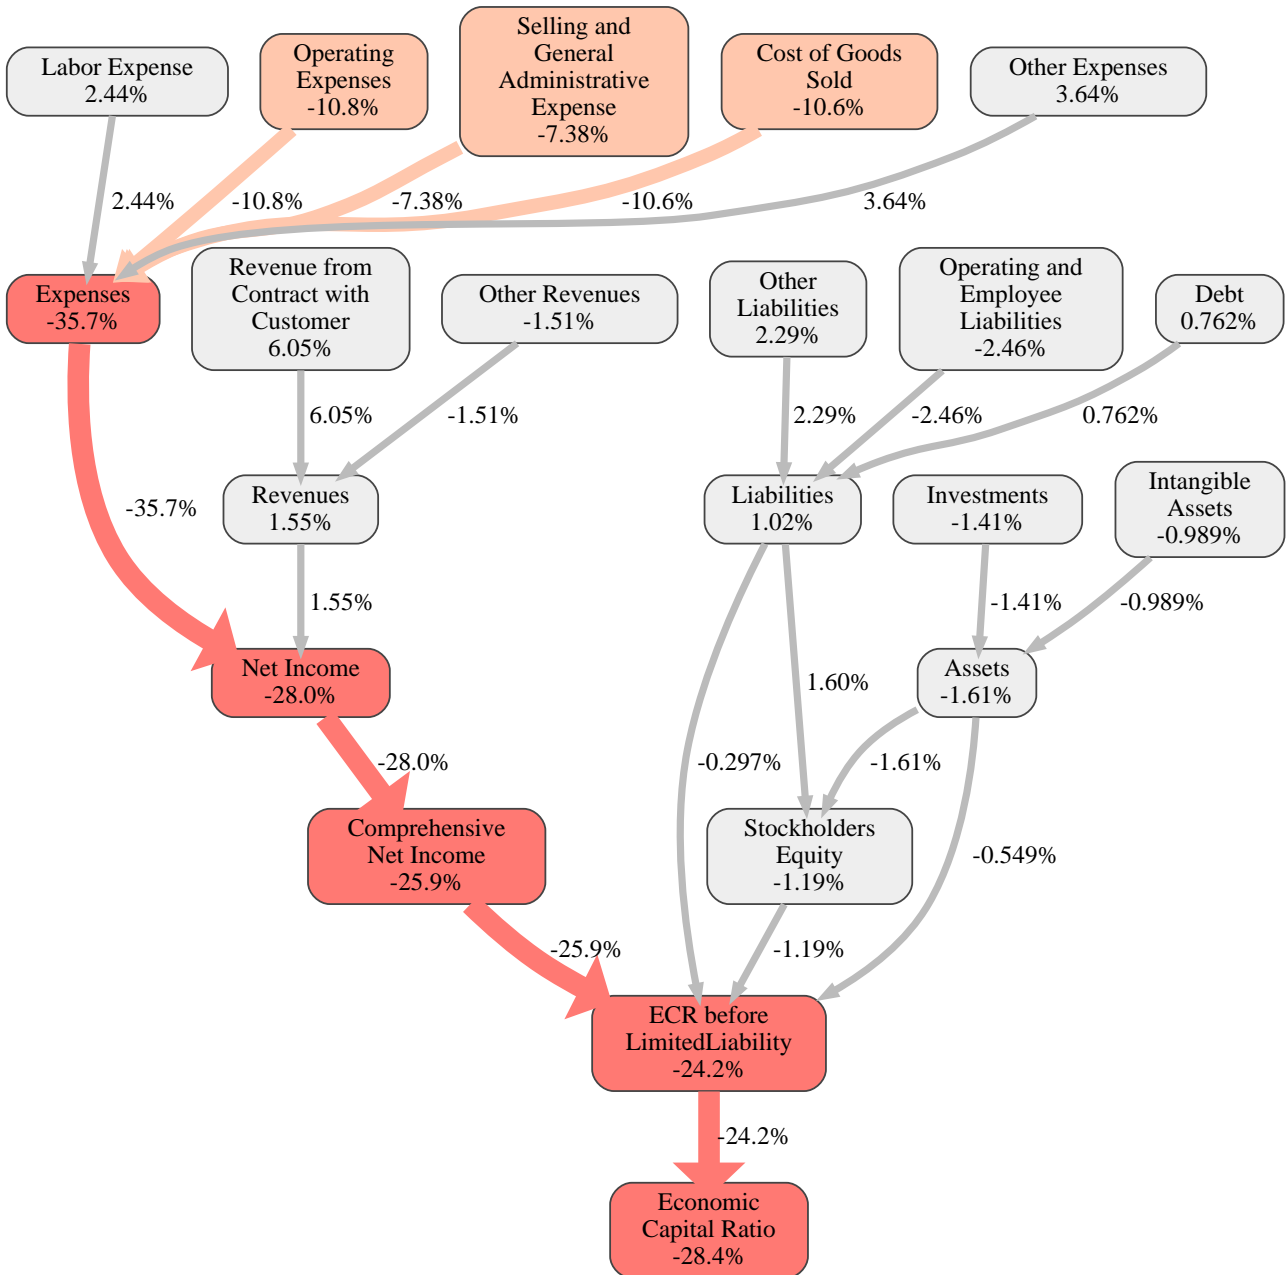 Labor Expense
2.44%
Operating
Expenses
-10.8%
Selling and
General
Administrative
Expense
-7.38%
Cost of Goods
Sold
-10.6%
Other Expenses
3.64%
2.44%
-10.8%
-7.38%
-10.6%
3.64%
Expenses
-35.7%
Revenue from
Contract with
Customer
6.05%
Other Revenues
-1.51%
Other
Liabilities
2.29%
Operating and
Employee
Liabilities
-2.46%
Debt
0.762%
6.05%
-1.51%
2.29%
-2.46%
0.762%
-35.7%
Revenues
1.55%
Liabilities
1.02%
Investments
-1.41%
Intangible
Assets
-0.989%
1.55%
-1.41%
-0.989%
Net Income
-28.0%
1.60%
Assets
-1.61%
-28.0%
-0.297%
-1.61%
Comprehensive
Net Income
-25.9%
Stockholders
Equity
-1.19%
-0.549%
-25.9%
-1.19%
ECR before
LimitedLiability
-24.2%
-24.2%
Economic
Capital Ratio
-28.4%